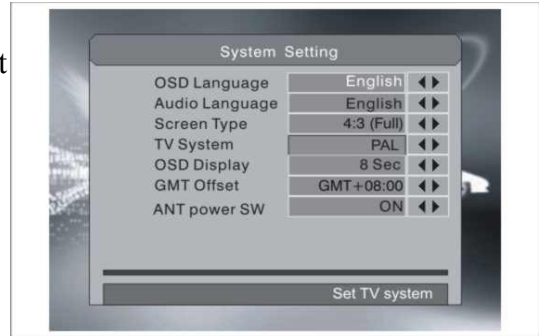 t
System Setting
OSD Language English
Audio Language English
Screen Type 4:3 (Full)
TV System PAL
OSD Display 8 Sec
GMT Offset GMT+08:00
ANT power SW ON
Set TV system